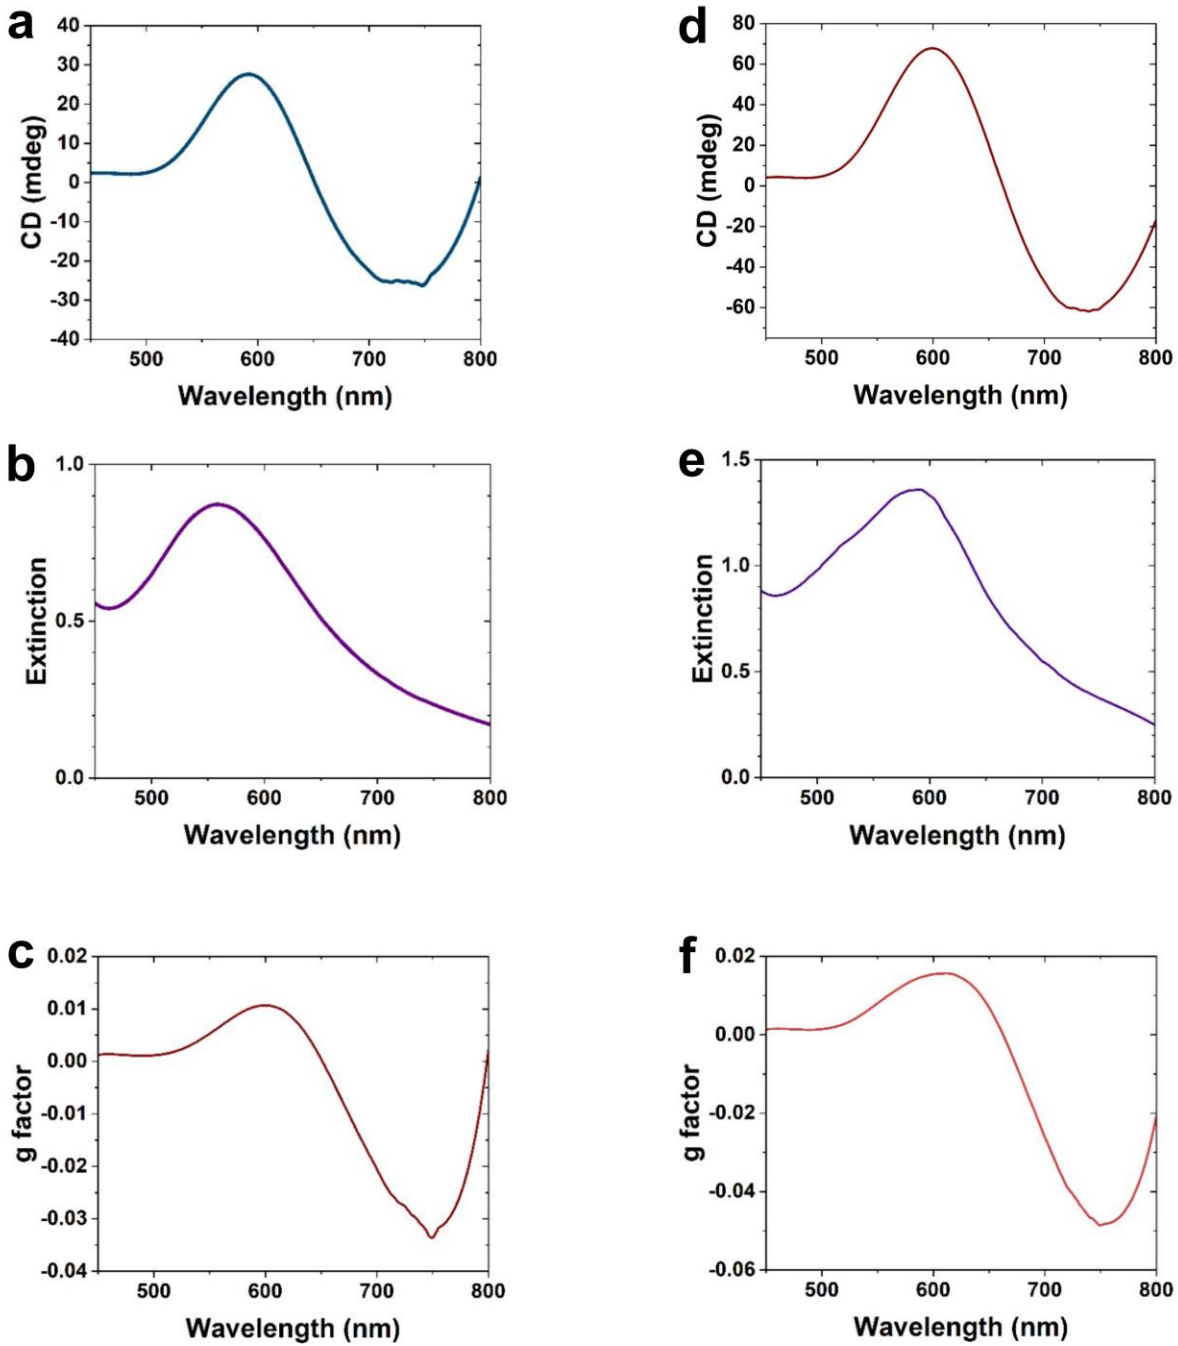 a
40
30
20
10
0
-10
-20
-30
-40
CD (mdeg)
500 600 700 800
Wavelength (nm)
d
80
60
40
20
0
-20
-40
-60
CD (mdeg)
500 600 700 800
Wavelength (nm)
b
1.0
0.5
0.0
Extinction
500 600 700 800
Wavelength (nm)
e
1.5
1.0
0.5
0.0
Extinction
500 600 700 800
Wavelength (nm)
c
0.02
0.01
0.00
-0.01
-0.02
-0.03
-0.04
g factor
500 600 700 800
Wavelength (nm)
f
0.02
0.00
-0.02
-0.04
-0.06
g factor
500 600 700 800
Wavelength (nm)